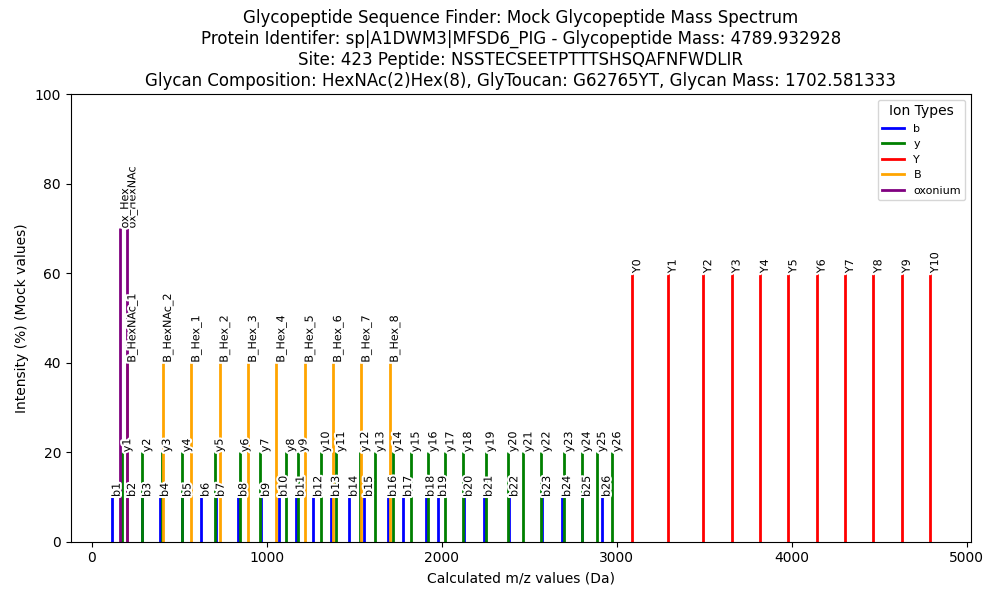 Glycopeptide Sequence Finder: Mock Glycopeptide Mass Spectrum
Protein Identifer: sp|A1DWM3|MFSD6_PIG - Glycopeptide Mass: 4789.932928
Site: 423 Peptide: NSSTECSEETPTTTSHSQAFNFWDLIR
Glycan Composition: HexNAc(2)Hex(8), GlyToucan: G62765YT, Glycan Mass: 1702.581333
Intensity (%) (Mock values)
100
80
60
40
20
0
Ion Types
b
y
Y
B
oxonium
ox_Hex
ox_HexNAc
B_HexNAc_1
B_HexNAc_2
B_Hex_1
B_Hex_2
B_Hex_3
B_Hex_4
B_Hex_5
B_Hex_6
B_Hex_7
B_Hex_8
Y0
Y1
Y2
Y3
Y4
Y5
Y6
Y7
Y8
Y9
Y10
y1
y2
y3
y4
y5
y6
y7
y8
y9
y10
y11
y12
y13
y14
y15
y16
y17
y18
y19
y20
y21
y22
y23
y24
y25
y26
b1
b2
b3
b4
b5
b6
b7
b8
b9
b10
b11
b12
b13
b14
b15
b16
b17
b18
b19
b20
b21
b22
b23
b24
b25
b26
0
1000
2000
3000
4000
5000
Calculated m/z values (Da)